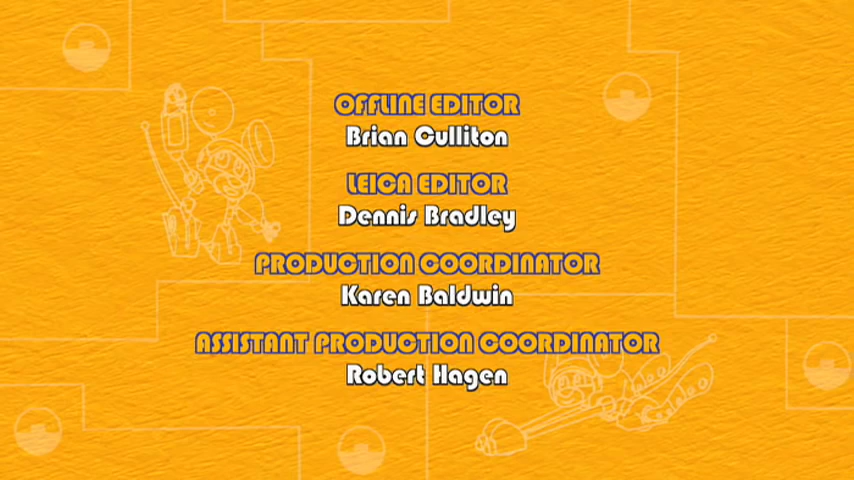 OFFLINE EDITOR
Brian Culliton
LEICA EDITOR
Dennis Bradley
PRODUCTION COORDINATOR
Karen Baldwin
ASSISTANT PRODUCTION COORDINATOR
Robert Hagen